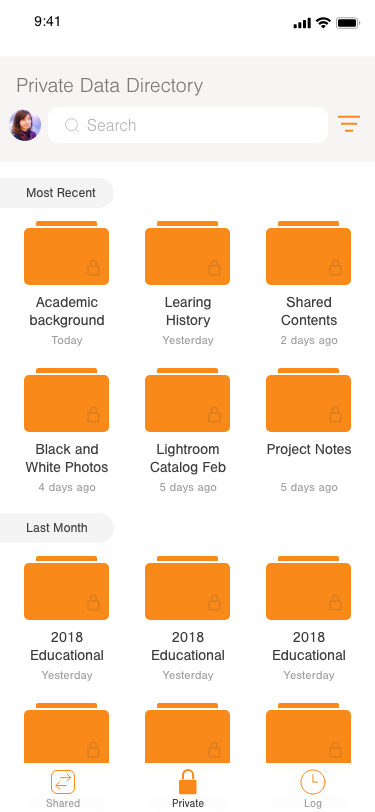 9:41
Private Data Directory
Search
Most Recent
Academic
background
Today
Learing
History
Yesterday
Shared
Contents
2 days ago
Black and
White Photos
4 days ago
Lightroom
Catalog Feb
5 days ago
Project Notes
5 days ago
Last Month
2018
Educational
Yesterday
2018
Educational
Yesterday
2018
Educational
Yesterday
Shared
Private
Log